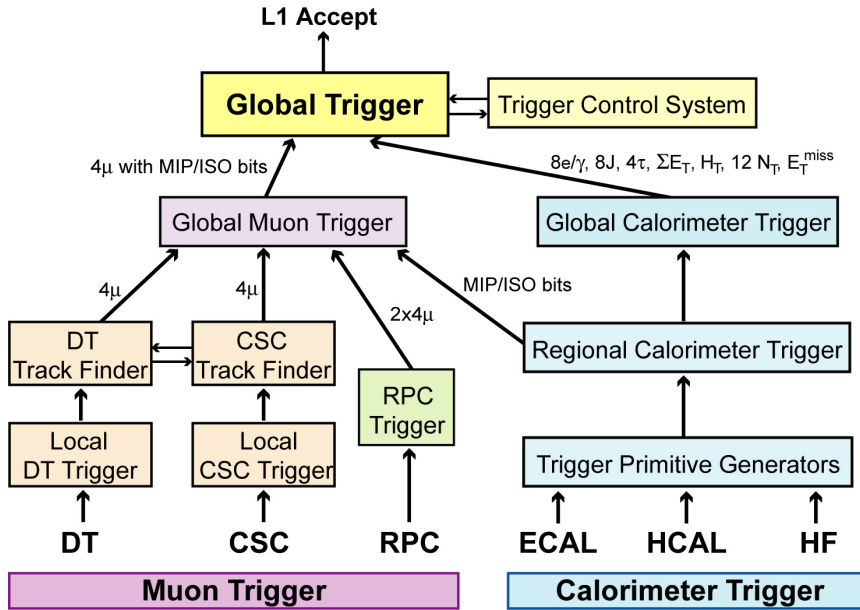 L1 Accept
Global Trigger
Trigger Control System
4μ with MIP/ISO bits
8e/γ, 8J, 4τ, ΣE_T, H_T, 12 N_T, E_T^miss
Global Muon Trigger
Global Calorimeter Trigger
4μ
4μ
2x4μ
MIP/ISO bits
DT
Track Finder
CSC
Track Finder
Regional Calorimeter Trigger
RPC
Trigger
Local
DT Trigger
Local
CSC Trigger
Trigger Primitive Generators
DT
CSC
RPC
ECAL
HCAL
HF
Muon Trigger
Calorimeter Trigger